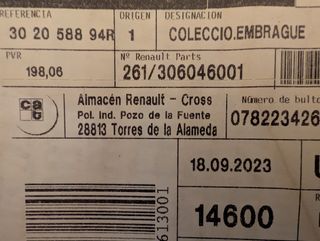 REFERENCIA ORIGEN DESIGNACION
30 20 588 94R 1 COLECCIO.EMBRAGUE
PVR Nº Renault Parts
198,06 261/306046001
cat Almacén Renault - Cross Número de bulto
Pol. Ind. Pozo de la Fuente 078223426
28813 Torres de la Alameda
18.09.2023
14600
613001